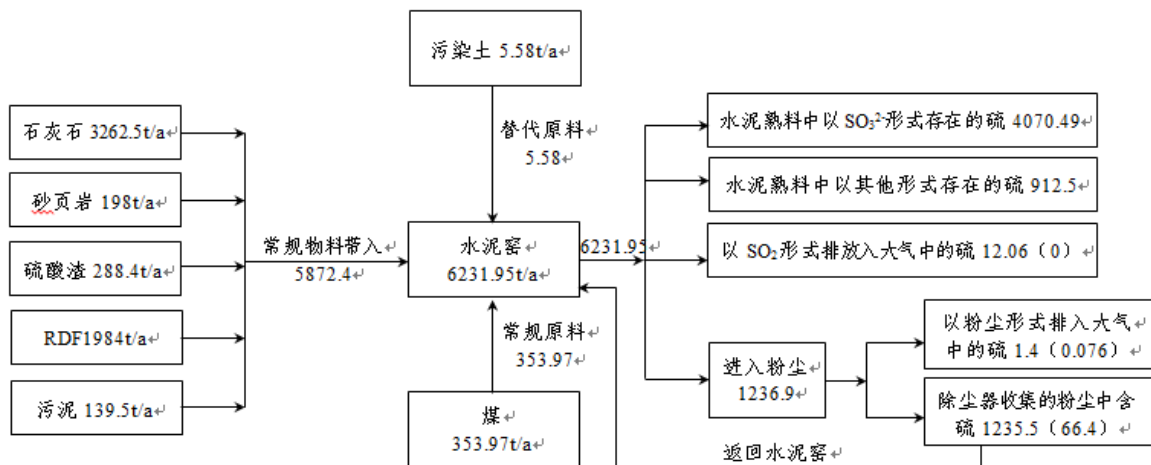 污染土 5.58t/a
石灰石 3262.5t/a
砂页岩 198t/a
硫酸渣 288.4t/a
RDF1984t/a
污泥 139.5t/a
常规物料带入
5872.4
替代原料
5.58
水泥窑
6231.95t/a
常规原料
353.97
煤
353.97t/a
6231.95
水泥熟料中以 SO₃²⁻形式存在的硫 4070.49
水泥熟料中以其他形式存在的硫 912.5
以 SO₂形式排放入大气中的硫 12.06（0）
进入粉尘
1236.9
以粉尘形式排入大气
中的硫 1.4（0.076）
除尘器收集的粉尘中含
硫 1235.5（66.4）
返回水泥窑